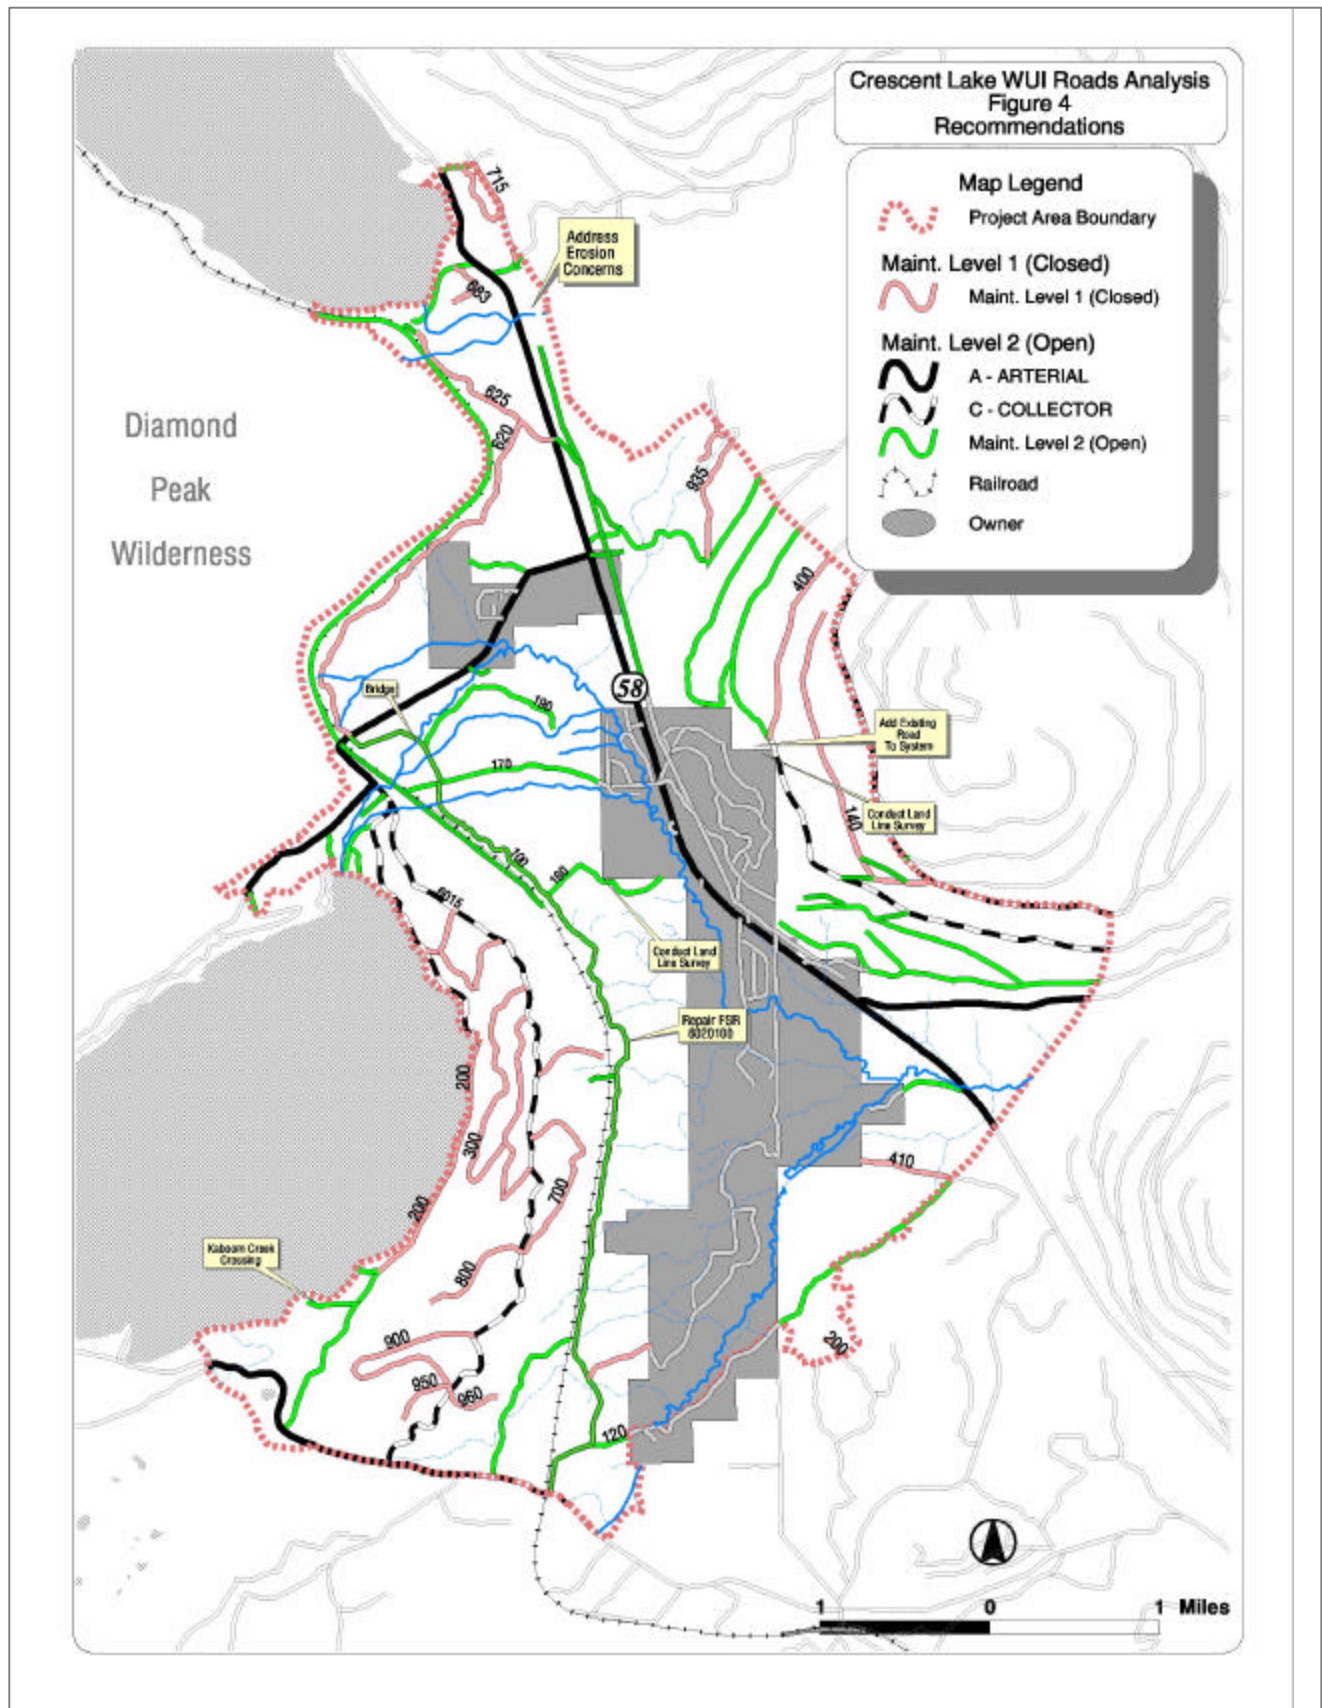 Crescent Lake WUI Roads Analysis
Figure 4
Recommendations
Map Legend
Project Area Boundary
Maint. Level 1 (Closed)
Maint. Level 1 (Closed)
Maint. Level 2 (Open)
A - ARTERIAL
C - COLLECTOR
Maint. Level 2 (Open)
Railroad
Owner
715
Address
Erosion
Concerns
683
625
620
Diamond
Peak
Wilderness
935
400
58
Bridge
190
Add Existing
Road
To System
170
Conduct Land
Line Survey
140
100
180
6015
Conduct Land
Line Survey
Repair FSR
6020100
200
300
410
700
200
Kaboom Creek
Crossing
800
900
200
950
960
120
1 0 1 Miles